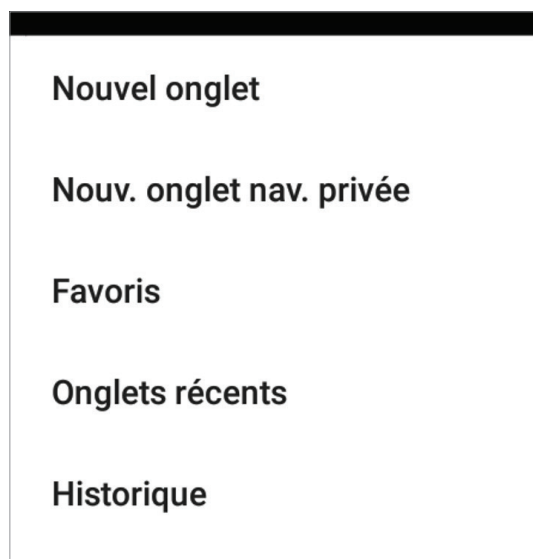 Nouvel onglet
Nouv. onglet nav. privée
Favoris
Onglets récents
Historique